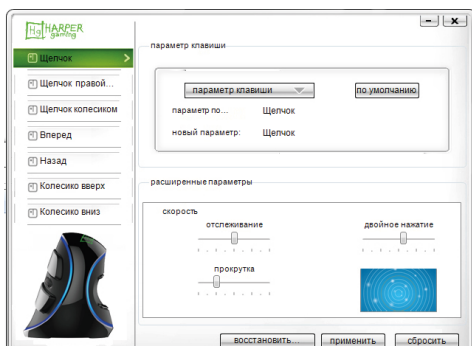 Hg HARPER
gaming
Щелчок
Щелчок правой...
Щелчок колесиком
Вперед
Назад
Колесико вверх
Колесико вниз
параметр клавиши
параметр клавиши
по умолчанию
параметр по...
Щелчок
новый параметр:
Щелчок
расширенные параметры
скорость
отслеживание
двойное нажатие
прокрутка
восстановить...
применить
сбросить